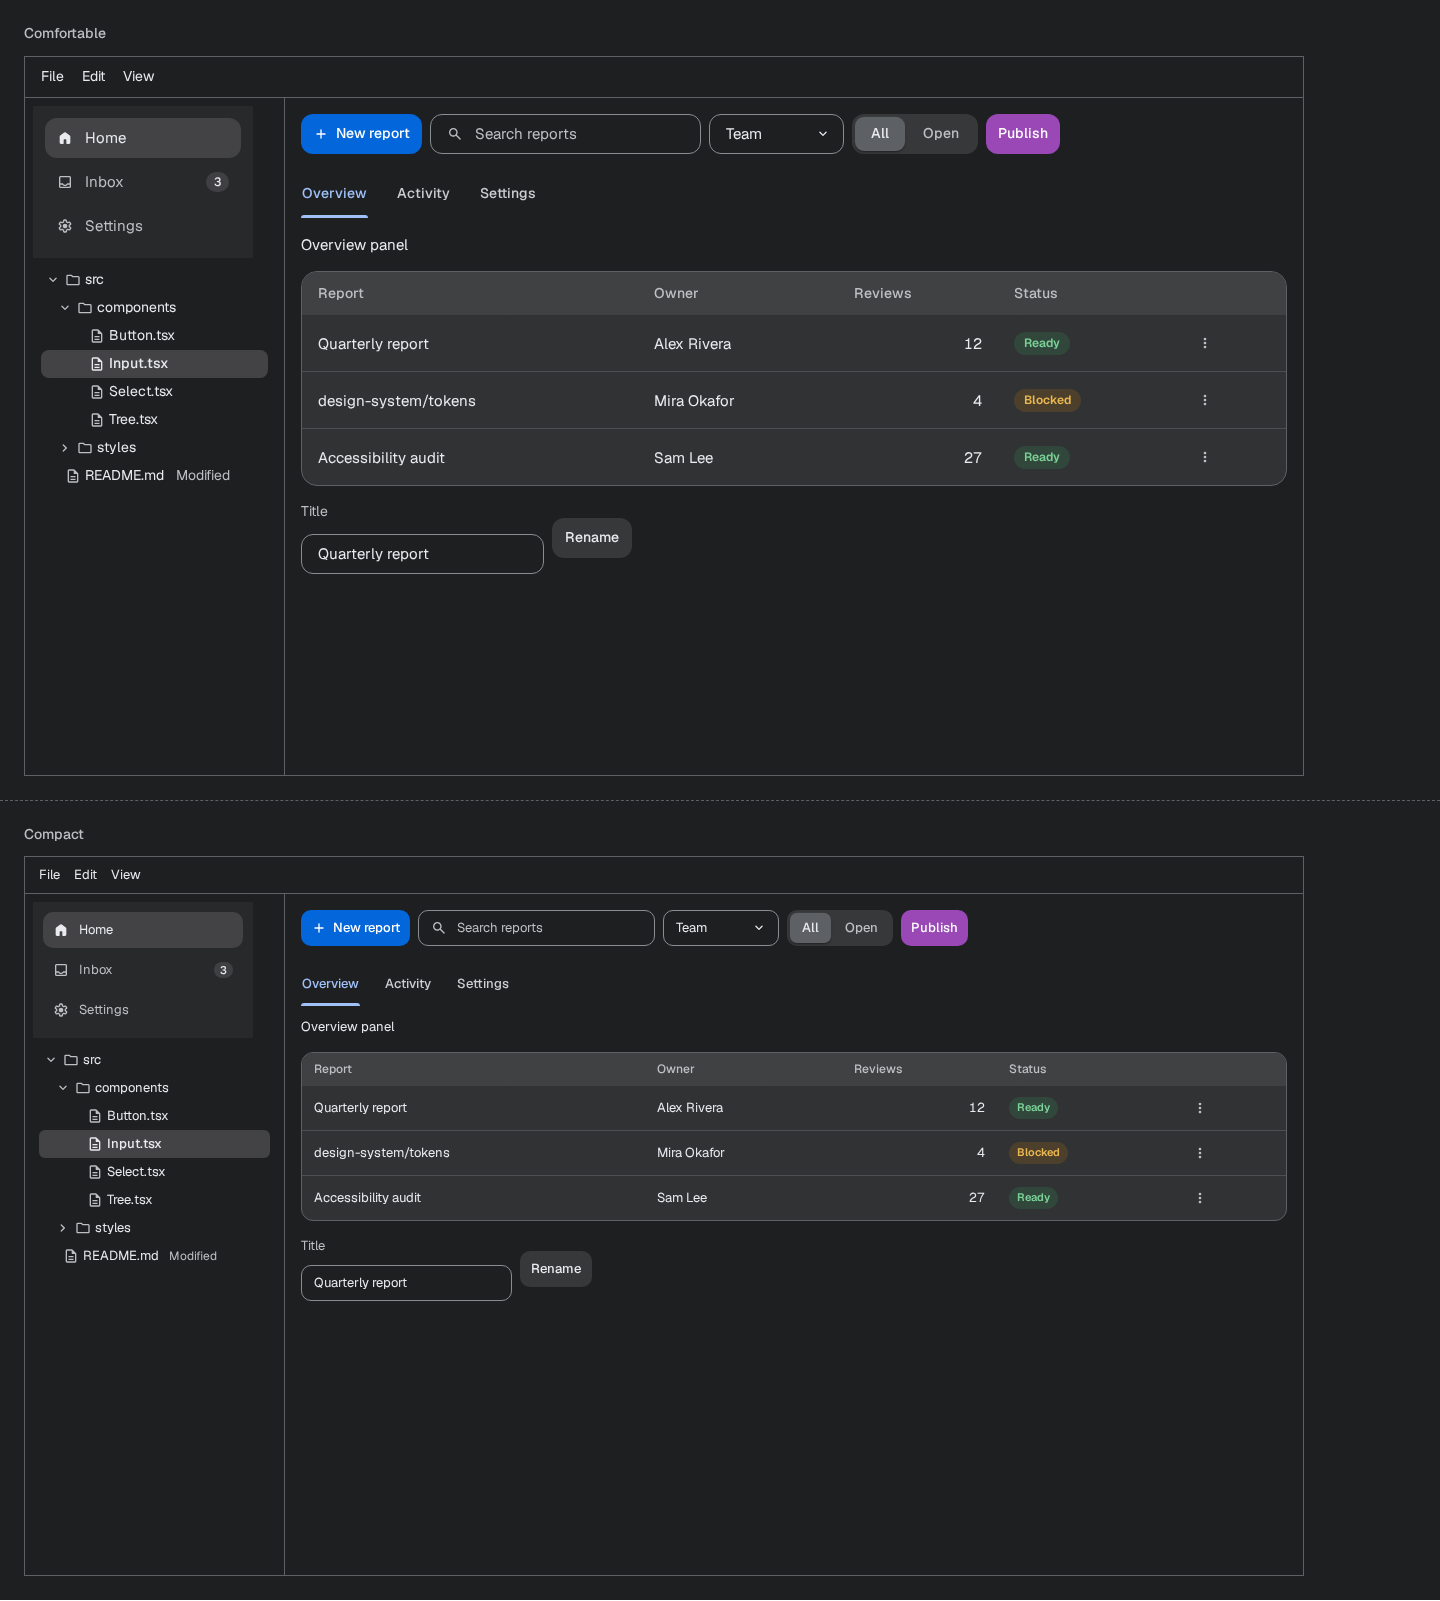 Comfortable
File Edit View
Home
Inbox 3
Settings
src
components
Button.tsx
Input.tsx
Select.tsx
Tree.tsx
styles
README.md Modified
New report Search reports Team All Open Publish
Overview Activity Settings
Overview panel
Report Owner Reviews Status
Quarterly report Alex Rivera 12 Ready
design-system/tokens Mira Okafor 4 Blocked
Accessibility audit Sam Lee 27 Ready
Title
Quarterly report Rename
Compact
File Edit View
Home
Inbox 3
Settings
src
components
Button.tsx
Input.tsx
Select.tsx
Tree.tsx
styles
README.md Modified
New report Search reports Team All Open Publish
Overview Activity Settings
Overview panel
Report Owner Reviews Status
Quarterly report Alex Rivera 12 Ready
design-system/tokens Mira Okafor 4 Blocked
Accessibility audit Sam Lee 27 Ready
Title
Quarterly report Rename